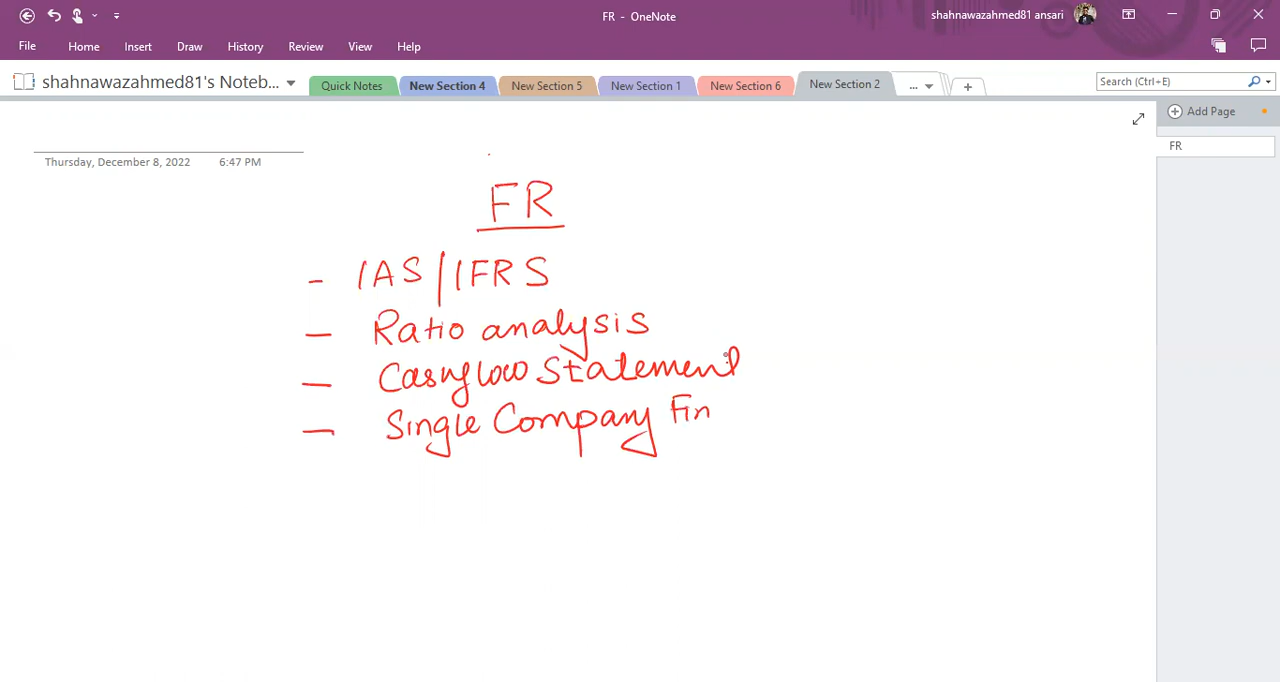 FR - OneNote
shahnawazahmed81 ansari
File Home Insert Draw History Review View Help
shahnawazahmed81's Noteb... Quick Notes New Section 4 New Section 5 New Section 1 New Section 6 New Section 2 ... Search (Ctrl+E)
Add Page
FR
Thursday, December 8, 2022 6:47 PM
FR
- IAS/IFRS
- Ratio analysis
- Cashflow Statement
- Single Company Fin